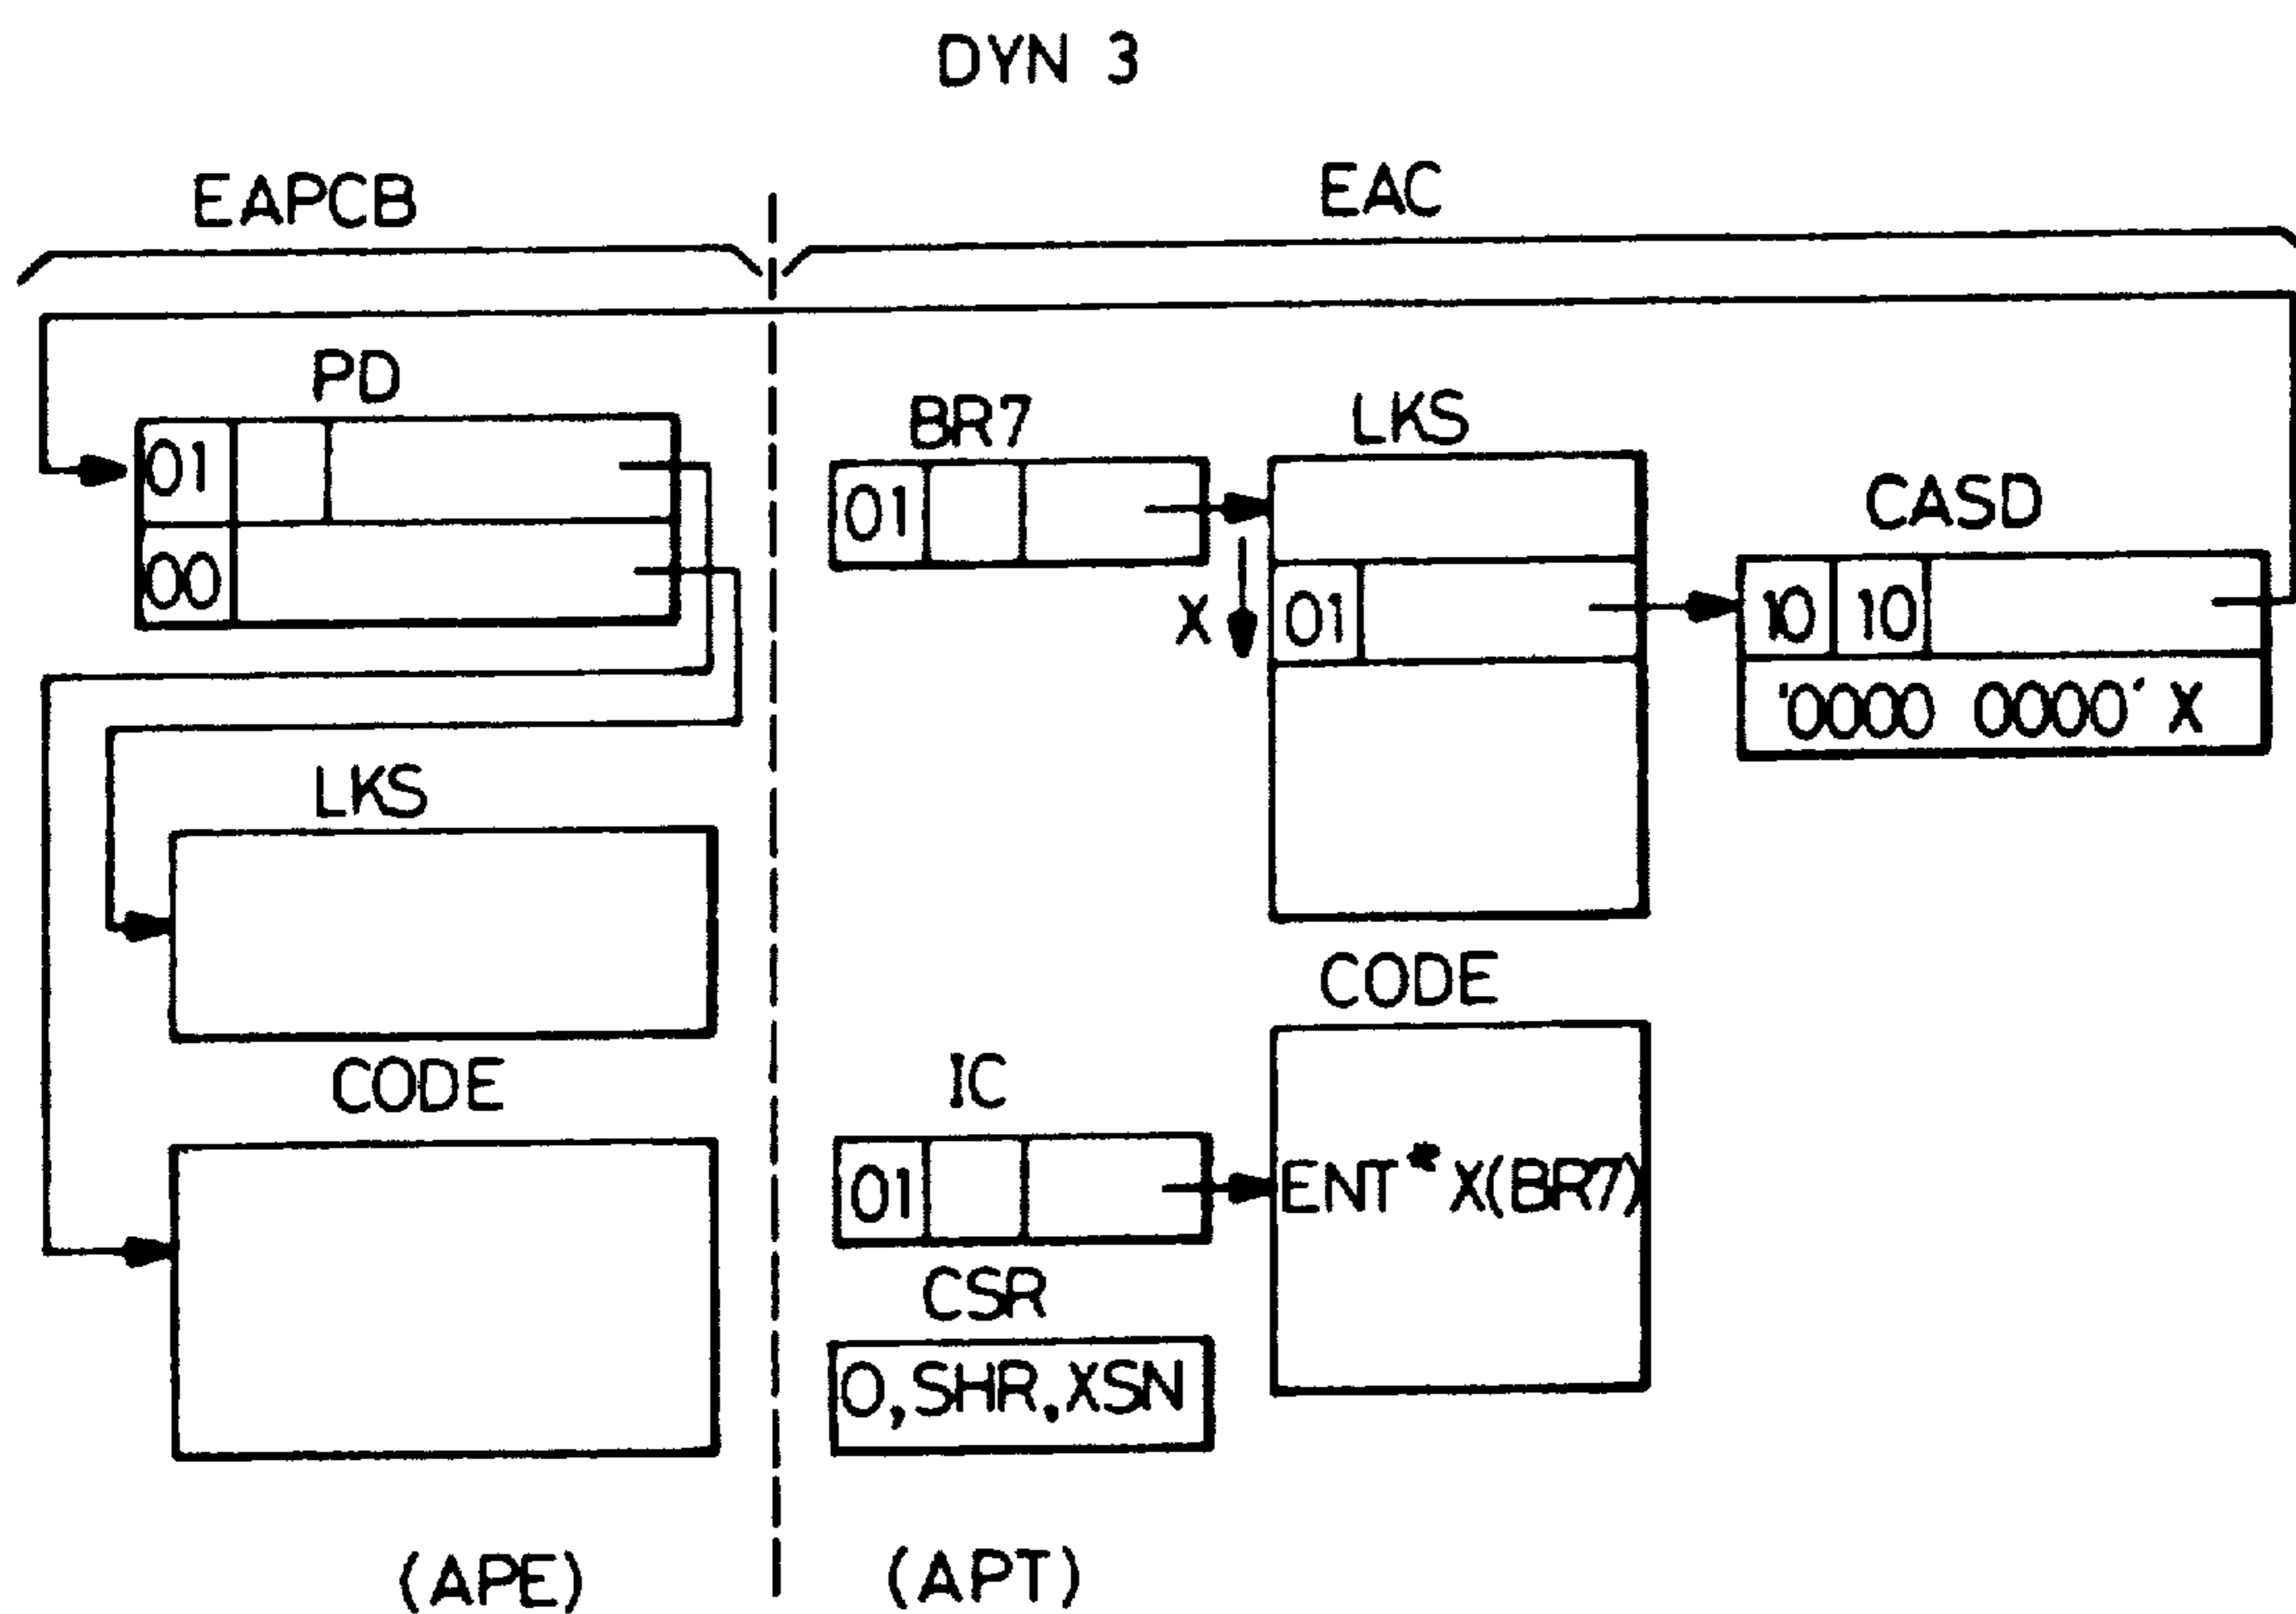 DYN 3
EAPCB
EAC
PD
01
00
LKS
CODE
BR7
01
LKS
X
01
CASD
10 10
'0000 0000' X
CODE
ENT * X(BR7)
IC
01
CSR
0,SHR,XSN
(APE)
(APT)